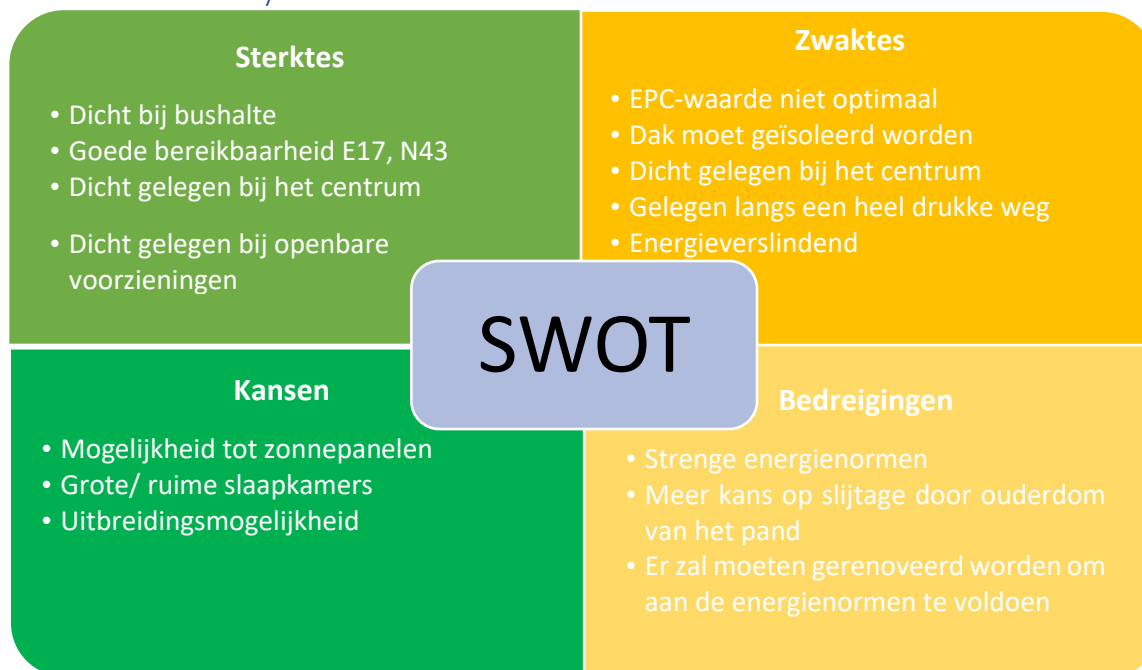 Sterktes
• Dicht bij bushalte
• Goede bereikbaarheid E17, N43
• Dicht gelegen bij het centrum
• Dicht gelegen bij openbare
voorzieningen
Zwaktes
• EPC-waarde niet optimaal
• Dak moet geïsoleerd worden
• Dicht gelegen bij het centrum
• Gelegen langs een heel drukke weg
• Energieverslindend
SWOT
Kansen
• Mogelijkheid tot zonnepanelen
• Grote/ ruime slaapkamers
• Uitbreidingsmogelijkheid
Bedreigingen
• Strenge energienormen
• Meer kans op slijtage door ouderdom
van het pand
• Er zal moeten gerenoveerd worden om
aan de energienormen te voldoen